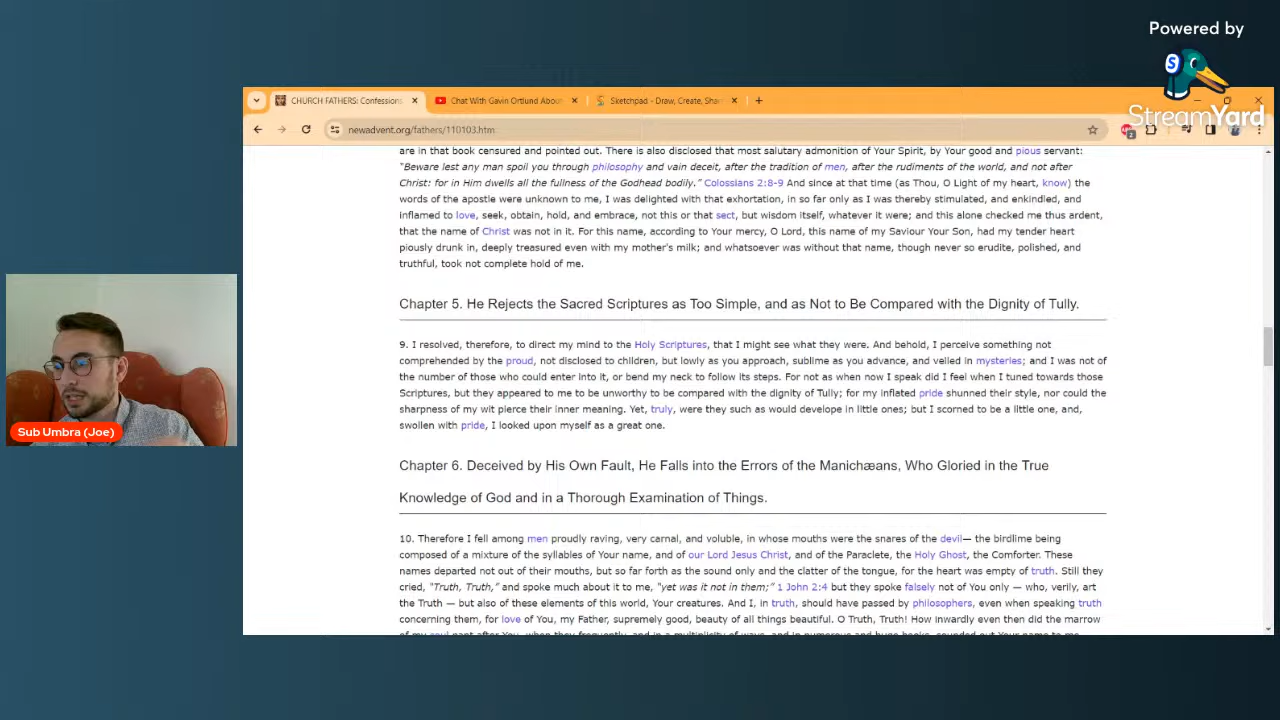 Powered by
StreamYard
CHURCH FATHERS: Confessions
Chat With Gavin Ortlund Abou
Sketchpad - Draw, Create, Shar
newadvent.org/fathers/110103.htm
are in that book censured and pointed out. There is also disclosed that most salutary admonition of Your Spirit, by Your good and pious servant:
"Beware lest any man spoil you through philosophy and vain deceit, after the tradition of men, after the rudiments of the world, and not after
Christ: for in Him dwells all the fullness of the Godhead bodily." Colossians 2:8-9 And since at that time (as Thou, O Light of my heart, know) the
words of the apostle were unknown to me, I was delighted with that exhortation, in so far only as I was thereby stimulated, and enkindled, and
inflamed to love, seek, obtain, hold, and embrace, not this or that sect, but wisdom itself, whatever it were; and this alone checked me thus ardent,
that the name of Christ was not in it. For this name, according to Your mercy, O Lord, this name of my Saviour Your Son, had my tender heart
piously drunk in, deeply treasured even with my mother's milk; and whatsoever was without that name, though never so erudite, polished, and
truthful, took not complete hold of me.
Chapter 5. He Rejects the Sacred Scriptures as Too Simple, and as Not to Be Compared with the Dignity of Tully.
9. I resolved, therefore, to direct my mind to the Holy Scriptures, that I might see what they were. And behold, I perceive something not
comprehended by the proud, not disclosed to children, but lowly as you approach, sublime as you advance, and veiled in mysteries; and I was not of
the number of those who could enter into it, or bend my neck to follow its steps. For not as when now I speak did I feel when I tuned towards those
Scriptures, but they appeared to me to be unworthy to be compared with the dignity of Tully; for my inflated pride shunned their style, nor could the
sharpness of my wit pierce their inner meaning. Yet, truly, were they such as would develope in little ones; but I scorned to be a little one, and,
swollen with pride, I looked upon myself as a great one.
Sub Umbra (Joe)
Chapter 6. Deceived by His Own Fault, He Falls into the Errors of the Manichæans, Who Gloried in the True
Knowledge of God and in a Thorough Examination of Things.
10. Therefore I fell among men proudly raving, very carnal, and voluble, in whose mouths were the snares of the devil— the birdlime being
composed of a mixture of the syllables of Your name, and of our Lord Jesus Christ, and of the Paraclete, the Holy Ghost, the Comforter. These
names departed not out of their mouths, but so far forth as the sound only and the clatter of the tongue, for the heart was empty of truth. Still they
cried, "Truth, Truth," and spoke much about it to me, "yet was it not in them;" 1 John 2:4 but they spoke falsely not of You only — who, verily, art
the Truth — but also of these elements of this world, Your creatures. And I, in truth, should have passed by philosophers, even when speaking truth
concerning them, for love of You, my Father, supremely good, beauty of all things beautiful. O Truth, Truth! How inwardly even then did the marrow